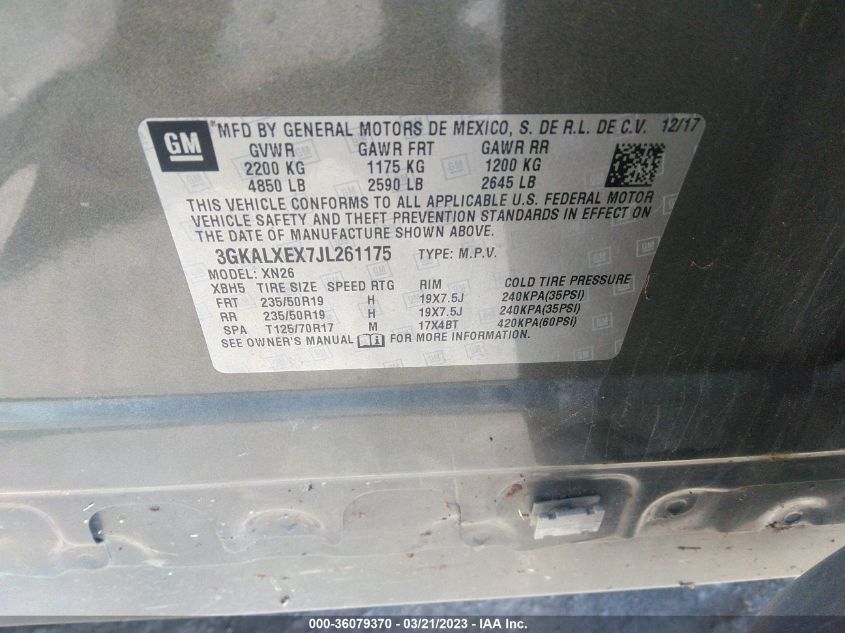 GM MFD BY GENERAL MOTORS DE MEXICO, S. DE R.L. DE C.V. 12/17
GVWR GAWR FRT GAWR RR
2200 KG 1175 KG 1200 KG
4850 LB 2590 LB 2645 LB
THIS VEHICLE CONFORMS TO ALL APPLICABLE U.S. FEDERAL MOTOR
VEHICLE SAFETY AND THEFT PREVENTION STANDARDS IN EFFECT ON
THE DATE OF MANUFACTURE SHOWN ABOVE.
3GKALXEX7JL261175 TYPE: M.P.V.
MODEL: XN26
XBH5 TIRE SIZE SPEED RTG RIM COLD TIRE PRESSURE
FRT 235/50R19 H 19X7.5J 240KPA(35PSI)
RR 235/50R19 H 19X7.5J 240KPA(35PSI)
SPA T125/70R17 M 17X4BT 420KPA(60PSI)
SEE OWNER'S MANUAL FOR MORE INFORMATION.
000-36079370 - 03/21/2023 - IAA Inc.